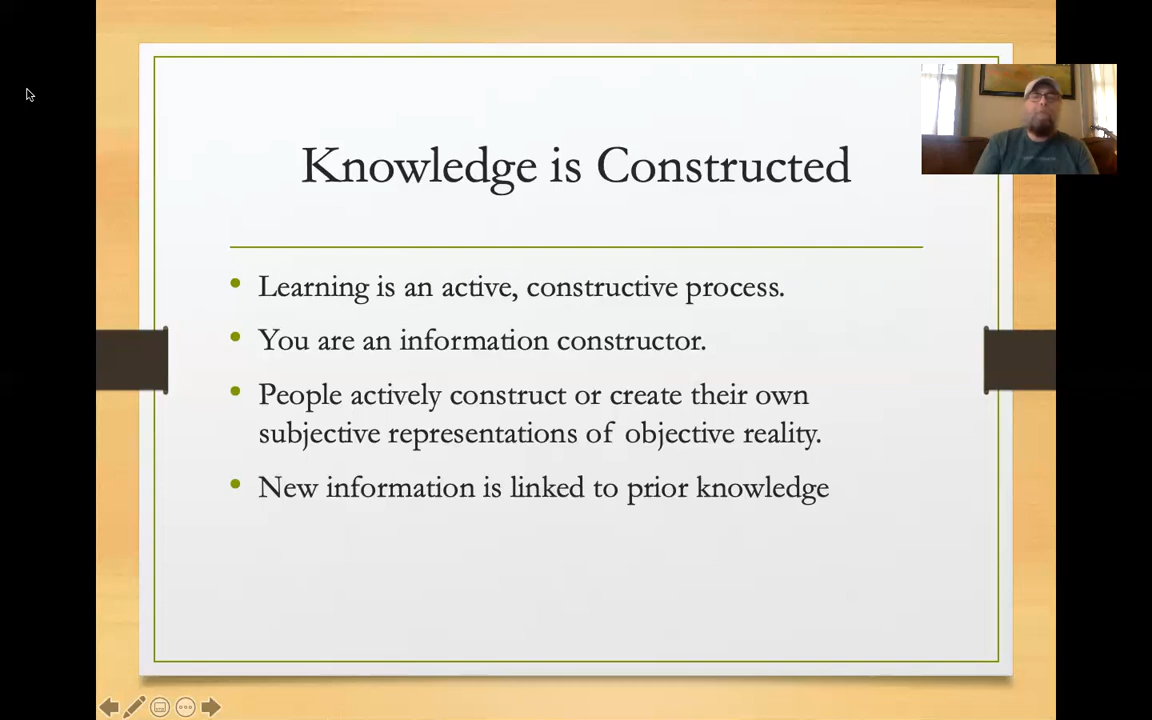 Knowledge is Constructed
• Learning is an active, constructive process.
• You are an information constructor.
• People actively construct or create their own
subjective representations of objective reality.
• New information is linked to prior knowledge